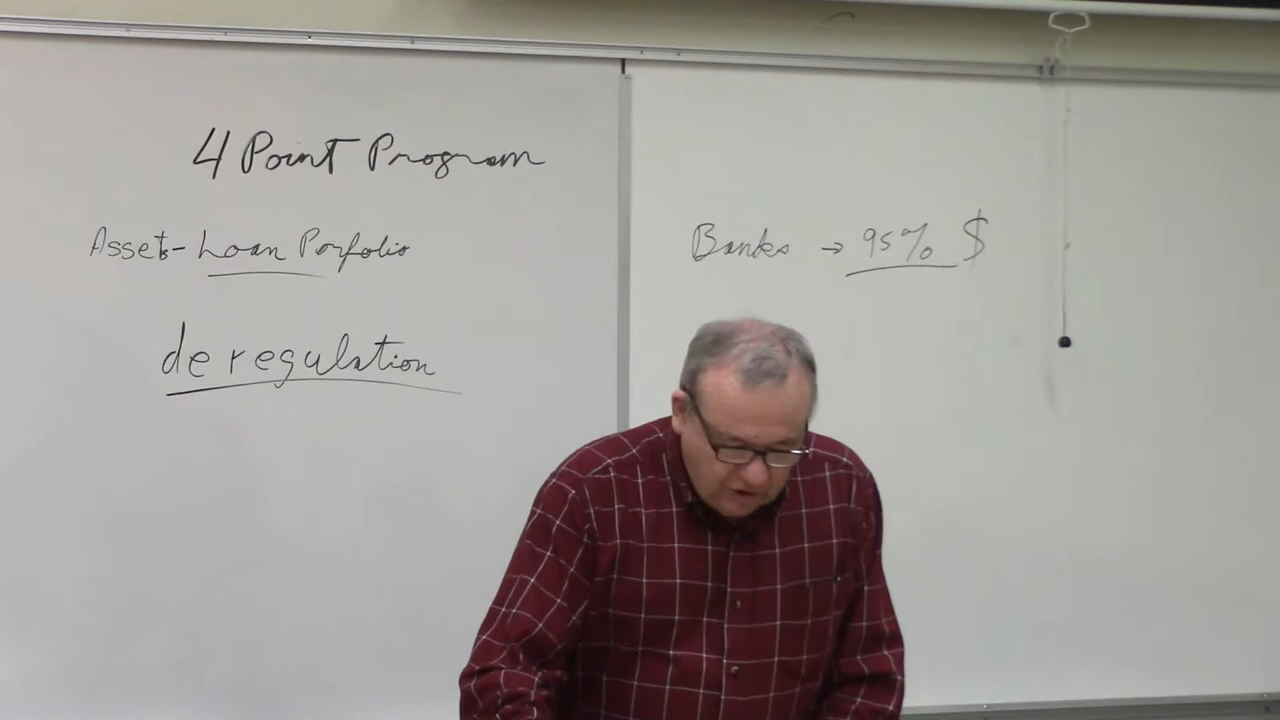 4 Point Program
Assets - Loan Porfolio
deregulation
Banks → 95% $